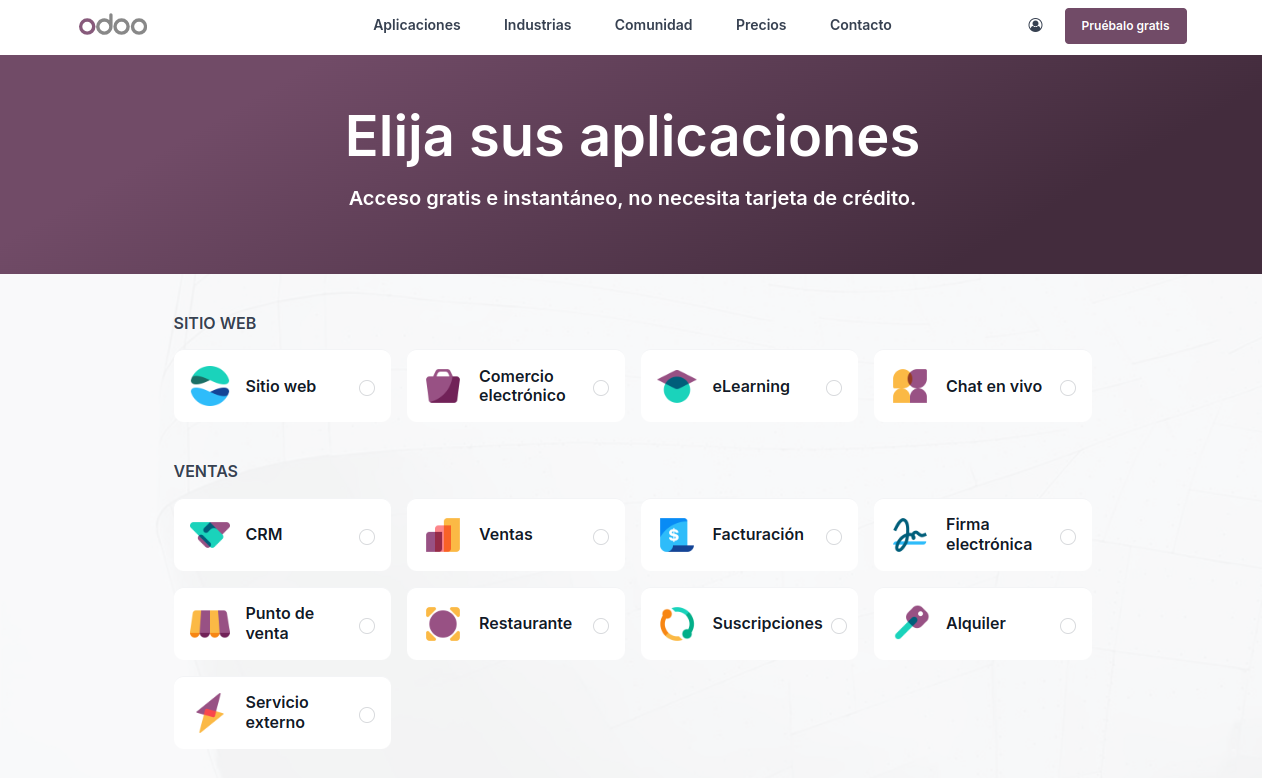 odoo
Aplicaciones Industrias Comunidad Precios Contacto Pruébalo gratis
Elija sus aplicaciones
Acceso gratis e instantáneo, no necesita tarjeta de crédito.
SITIO WEB
Sitio web
Comercio
electrónico
eLearning
Chat en vivo
VENTAS
CRM
Ventas
$
Facturación
Firma
electrónica
Punto de
venta
Restaurante
Suscripciones
Alquiler
Servicio
externo